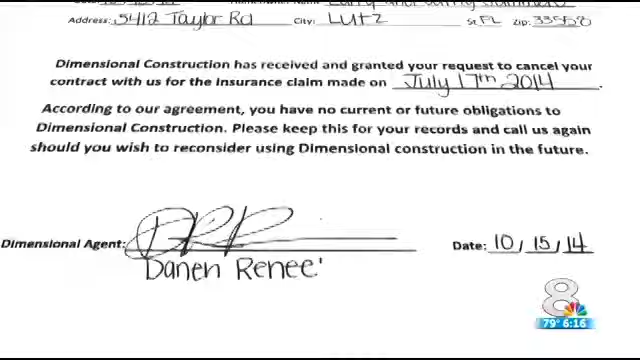 Address: 5412 Taylor Rd City: Lutz St FL Zip: 33558
Dimensional Construction has received and granted your request to cancel your
contract with us for the Insurance claim made on July 17th 2014.
According to our agreement, you have no current or future obligations to
Dimensional Construction. Please keep this for your records and call us again
should you wish to reconsider using Dimensional construction in the future.
Dimensional Agent:
Danen Renee'
Date: 10/15/14
8
79° 6:16